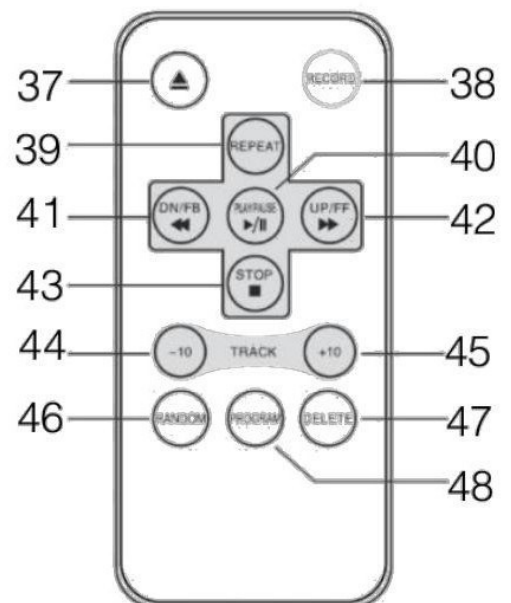 37
RECORD
38
39
REPEAT
40
41
DN/FB
PLAY/PAUSE
UP/FF
42
43
STOP
44
-10
TRACK
+10
45
46
RANDOM
PROGRAM
DELETE
47
48